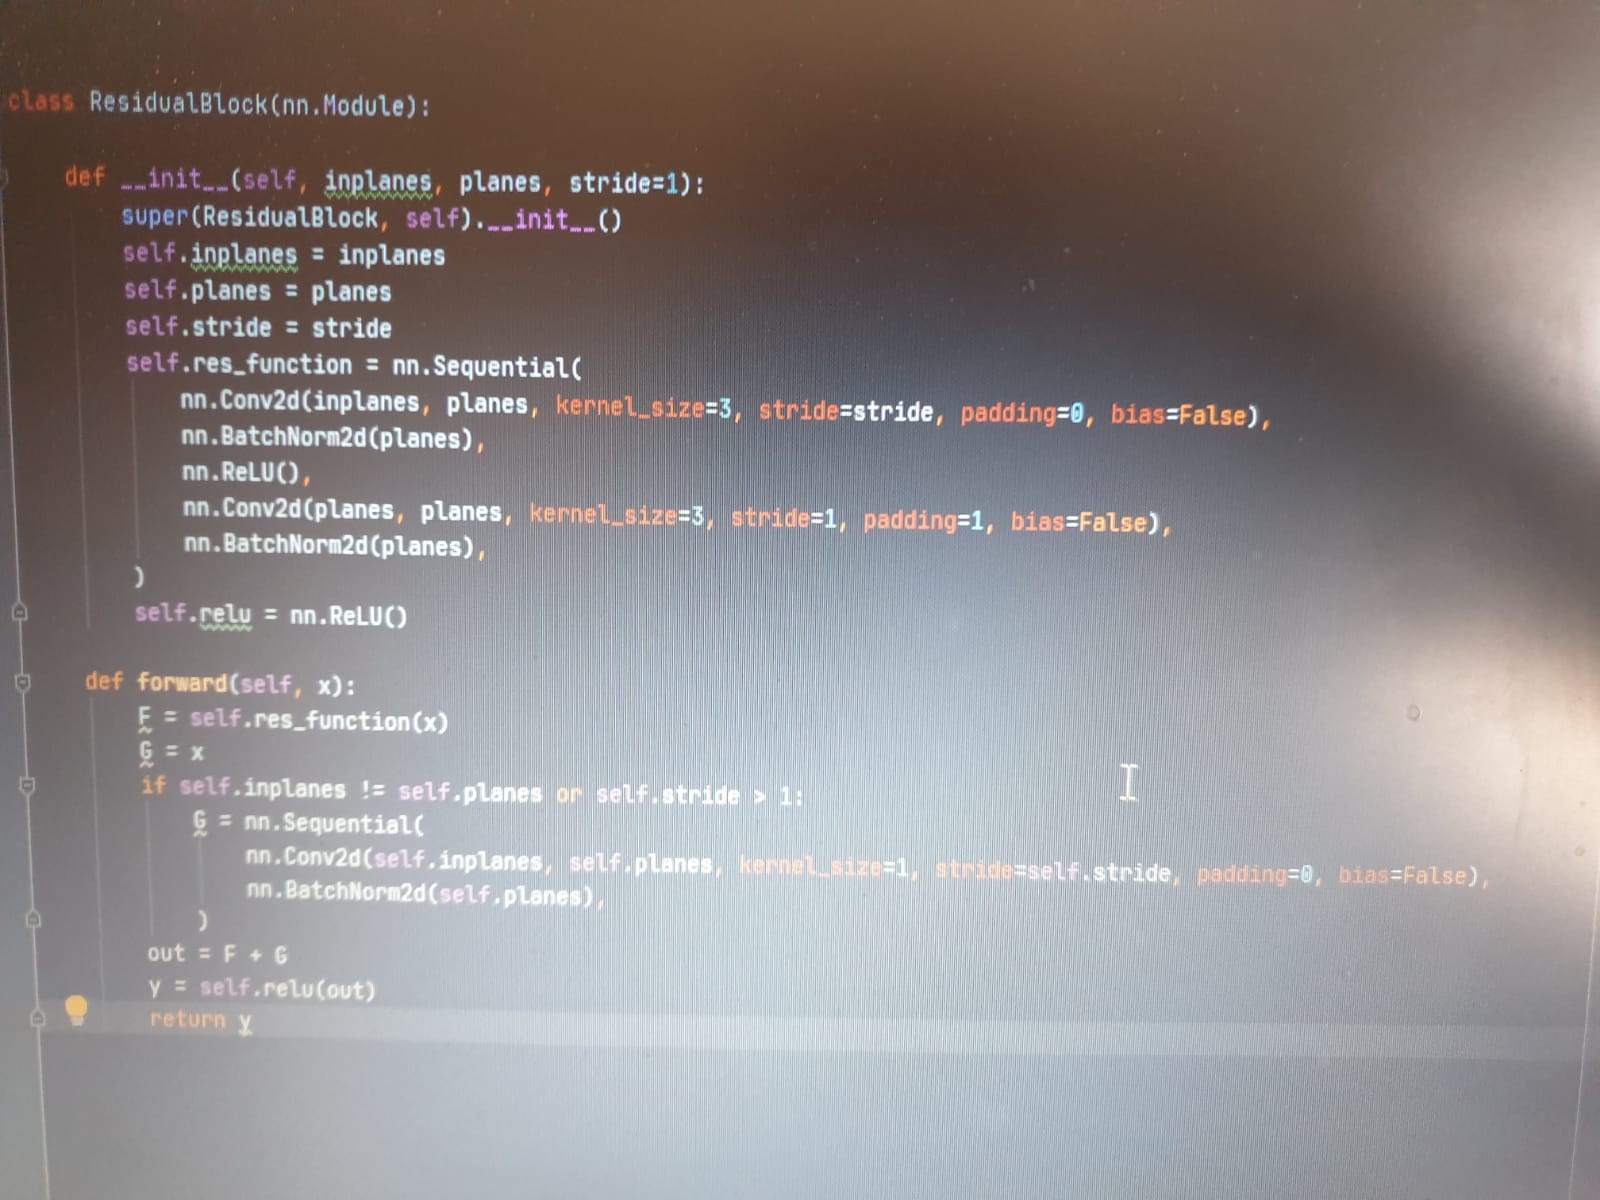 class ResidualBlock(nn.Module):
def __init__(self, inplanes, planes, stride=1):
super(ResidualBlock, self).__init__()
self.inplanes = inplanes
self.planes = planes
self.stride = stride
self.res_function = nn.Sequential(
nn.Conv2d(inplanes, planes, kernel_size=3, stride=stride, padding=0, bias=False),
nn.BatchNorm2d(planes),
nn.ReLU(),
nn.Conv2d(planes, planes, kernel_size=3, stride=1, padding=1, bias=False),
nn.BatchNorm2d(planes),
)
self.relu = nn.ReLU()
def forward(self, x):
F = self.res_function(x)
G = x
if self.inplanes != self.planes or self.stride > 1:
G = nn.Sequential(
nn.Conv2d(self.inplanes, self.planes, kernel_size=1, stride=self.stride, padding=0, bias=False),
nn.BatchNorm2d(self.planes),
)
out = F + G
y = self.relu(out)
return y